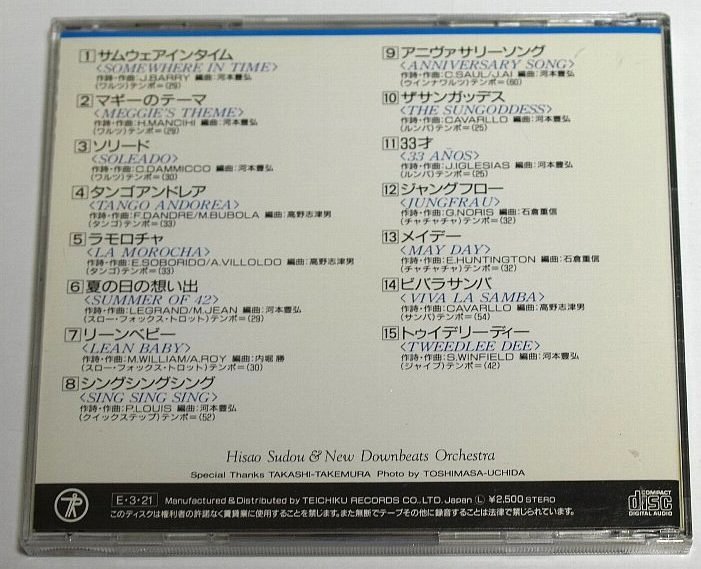 1 サムウェアインタイム
〈SOMEWHERE IN TIME〉
作詩・作曲:J.BARRY 編曲:河本豊弘
(ワルツ)テンポ=(29)
2 マギーのテーマ
〈MEGGIE'S THEME〉
作詩・作曲:H.MANCIHI 編曲:河本豊弘
(ワルツ)テンポ=(29)
3 ソリード
〈SOLEADO〉
作詩・作曲:C.DAMMICCO 編曲:河本豊弘
(ワルツ)テンポ=(30)
4 タンゴアンドレア
〈TANGO ANDOREA〉
作詩・作曲:F.DANDRE/M.BUBOLA 編曲:高野志津男
(タンゴ)テンポ=(33)
5 ラモロチャ
〈LA MOROCHA〉
作詩・作曲:E.SOBORIDO/A.VILLOLDO 編曲:高野志津男
(タンゴ)テンポ=(33)
6 夏の日の想い出
〈SUMMER OF 42〉
作詩・作曲:LEGRAND/M.JEAN 編曲:河本豊弘
(スロー・フォックス・トロット)テンポ=(29)
7 リーンベビー
〈LEAN BABY〉
作詩・作曲:M.WILLIAM/A.ROY 編曲:内堀 勝
(スロー・フォックス・トロット)テンポ=(30)
8 シングシングシング
〈SING SING SING〉
作詩・作曲:P.LOUIS 編曲:河本豊弘
(クイックステップ)テンポ=(52)
9 アニヴァサリーソング
〈ANNIVERSARY SONG〉
作詩・作曲:C.SAUL/J.AI 編曲:河本豊弘
(ウインナワルツ)テンポ=(60)
10 ザサンガッデス
〈THE SUNGODDESS〉
作詩・作曲:CAVARLLO 編曲:河本豊弘
(ルンバ)テンポ=(25)
11 33才
〈33 AÑOS〉
作詩・作曲:J.IGLESIAS 編曲:河本豊弘
(ルンバ)テンポ=(25)
12 ジャングフロー
〈JUNGFRAU〉
作詩・作曲:G.NORIS 編曲:石倉重信
(チャチャチャ)テンポ=(32)
13 メイデー
〈MAY DAY〉
作詩・作曲:E.HUNTINGTON 編曲:石倉重信
(チャチャチャ)テンポ=(32)
14 ビバラサンバ
〈VIVA LA SAMBA〉
作詩・作曲:CAVARLLO 編曲:高野志津男
(サンバ)テンポ=(54)
15 トゥイデリーディー
〈TWEEDLEE DEE〉
作詩・作曲:S.WINFIELD 編曲:河本豊弘
(ジャイブ)テンポ=(42)
Hisao Sudou & New Downbeats Orchestra
Special Thanks TAKASHI-TAKEMURA Photo by TOSHIMASA-UCHIDA
E・3・21 Manufactured & Distributed by TEICHIKU RECORDS CO.,LTD. Japan Ⓛ ¥2,500 STERO
このディスクは権利者の許諾なく賃貸業に使用することを禁じます。また無断でテープその他に録音することは法律で禁じられています。
COMPACT
disc
DIGITAL AUDIO